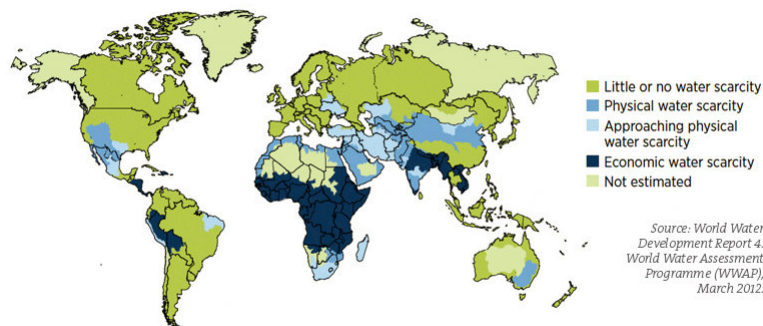 Little or no water scarcity
Physical water scarcity
Approaching physical
water scarcity
Economic water scarcity
Not estimated
Source: World Water
Development Report 4.
World Water Assessment
Programme (WWAP),
March 2012.